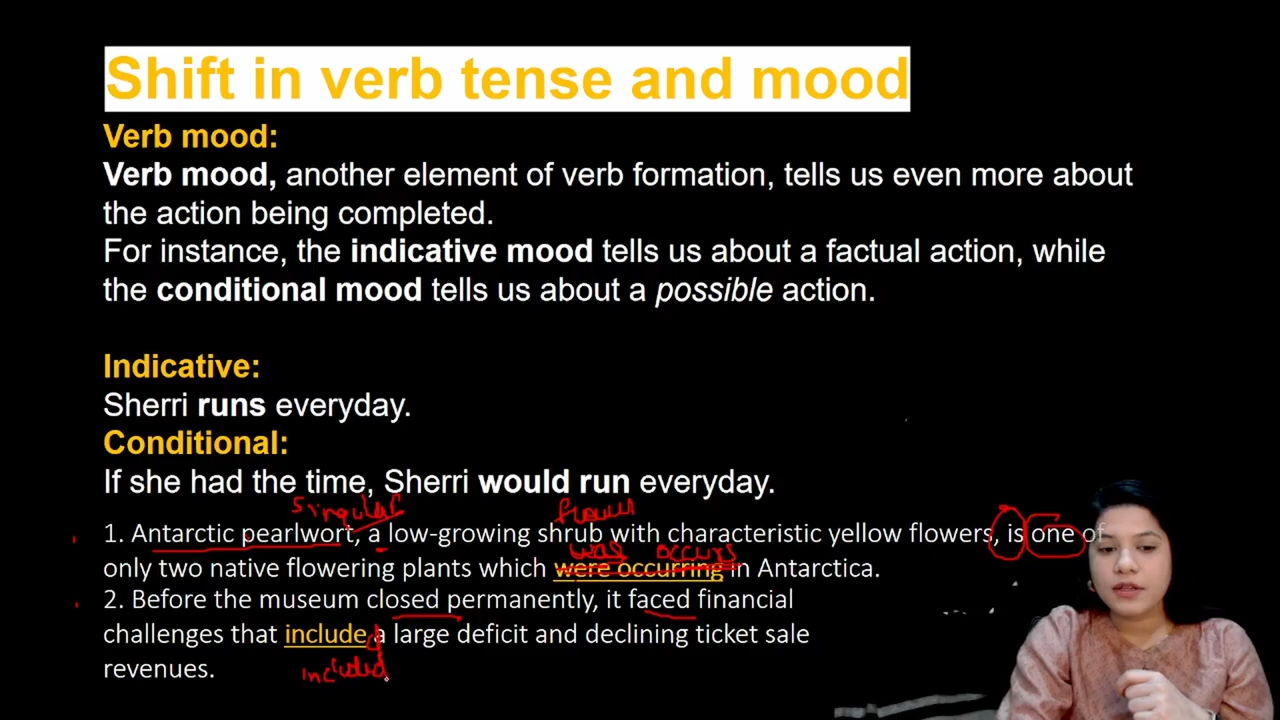 Shift in verb tense and mood
Verb mood:
Verb mood, another element of verb formation, tells us even more about
the action being completed.
For instance, the indicative mood tells us about a factual action, while
the conditional mood tells us about a possible action.
Indicative:
Sherri runs everyday.
Conditional:
If she had the time, Sherri would run everyday.
singular
1. Antarctic pearlwort, a low-growing shrub with characteristic yellow flowers, is one of
was occurs
only two native flowering plants which were occurring in Antarctica.
2. Before the museum closed permanently, it faced financial
challenges that include a large deficit and declining ticket sale
revenues.
included